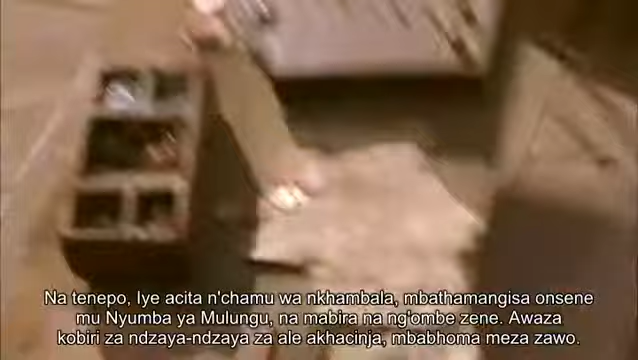 Na tenepo, Iye acita n'chamu wa nkhambala, mbathamangisa onsene
mu Nyumba ya Mulungu, na mabira na ng'ombe zene. Awaza
kobiri za ndzaya-ndzaya za ale akhacinja, mbabhoma meza zawo.